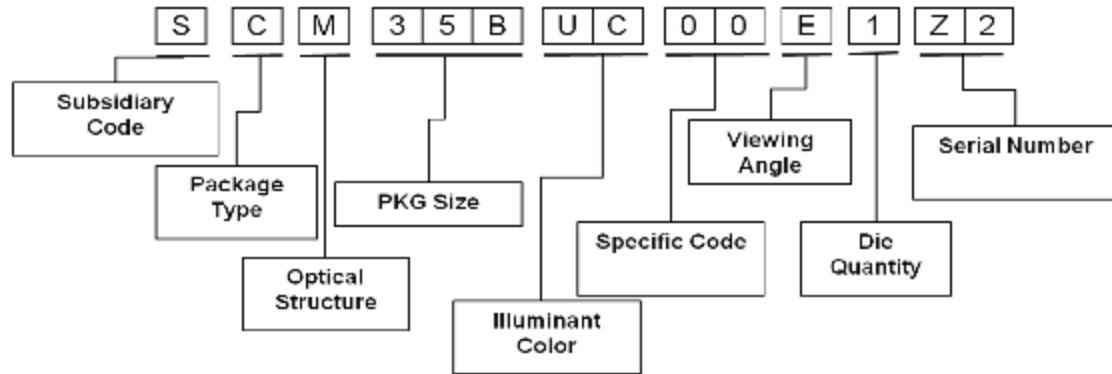 S C M 3 5 B U C 0 0 E 1 Z 2
Subsidiary
Code
Package
Type
Optical
Structure
PKG Size
Illuminant
Color
Specific Code
Viewing
Angle
Die
Quantity
Serial Number